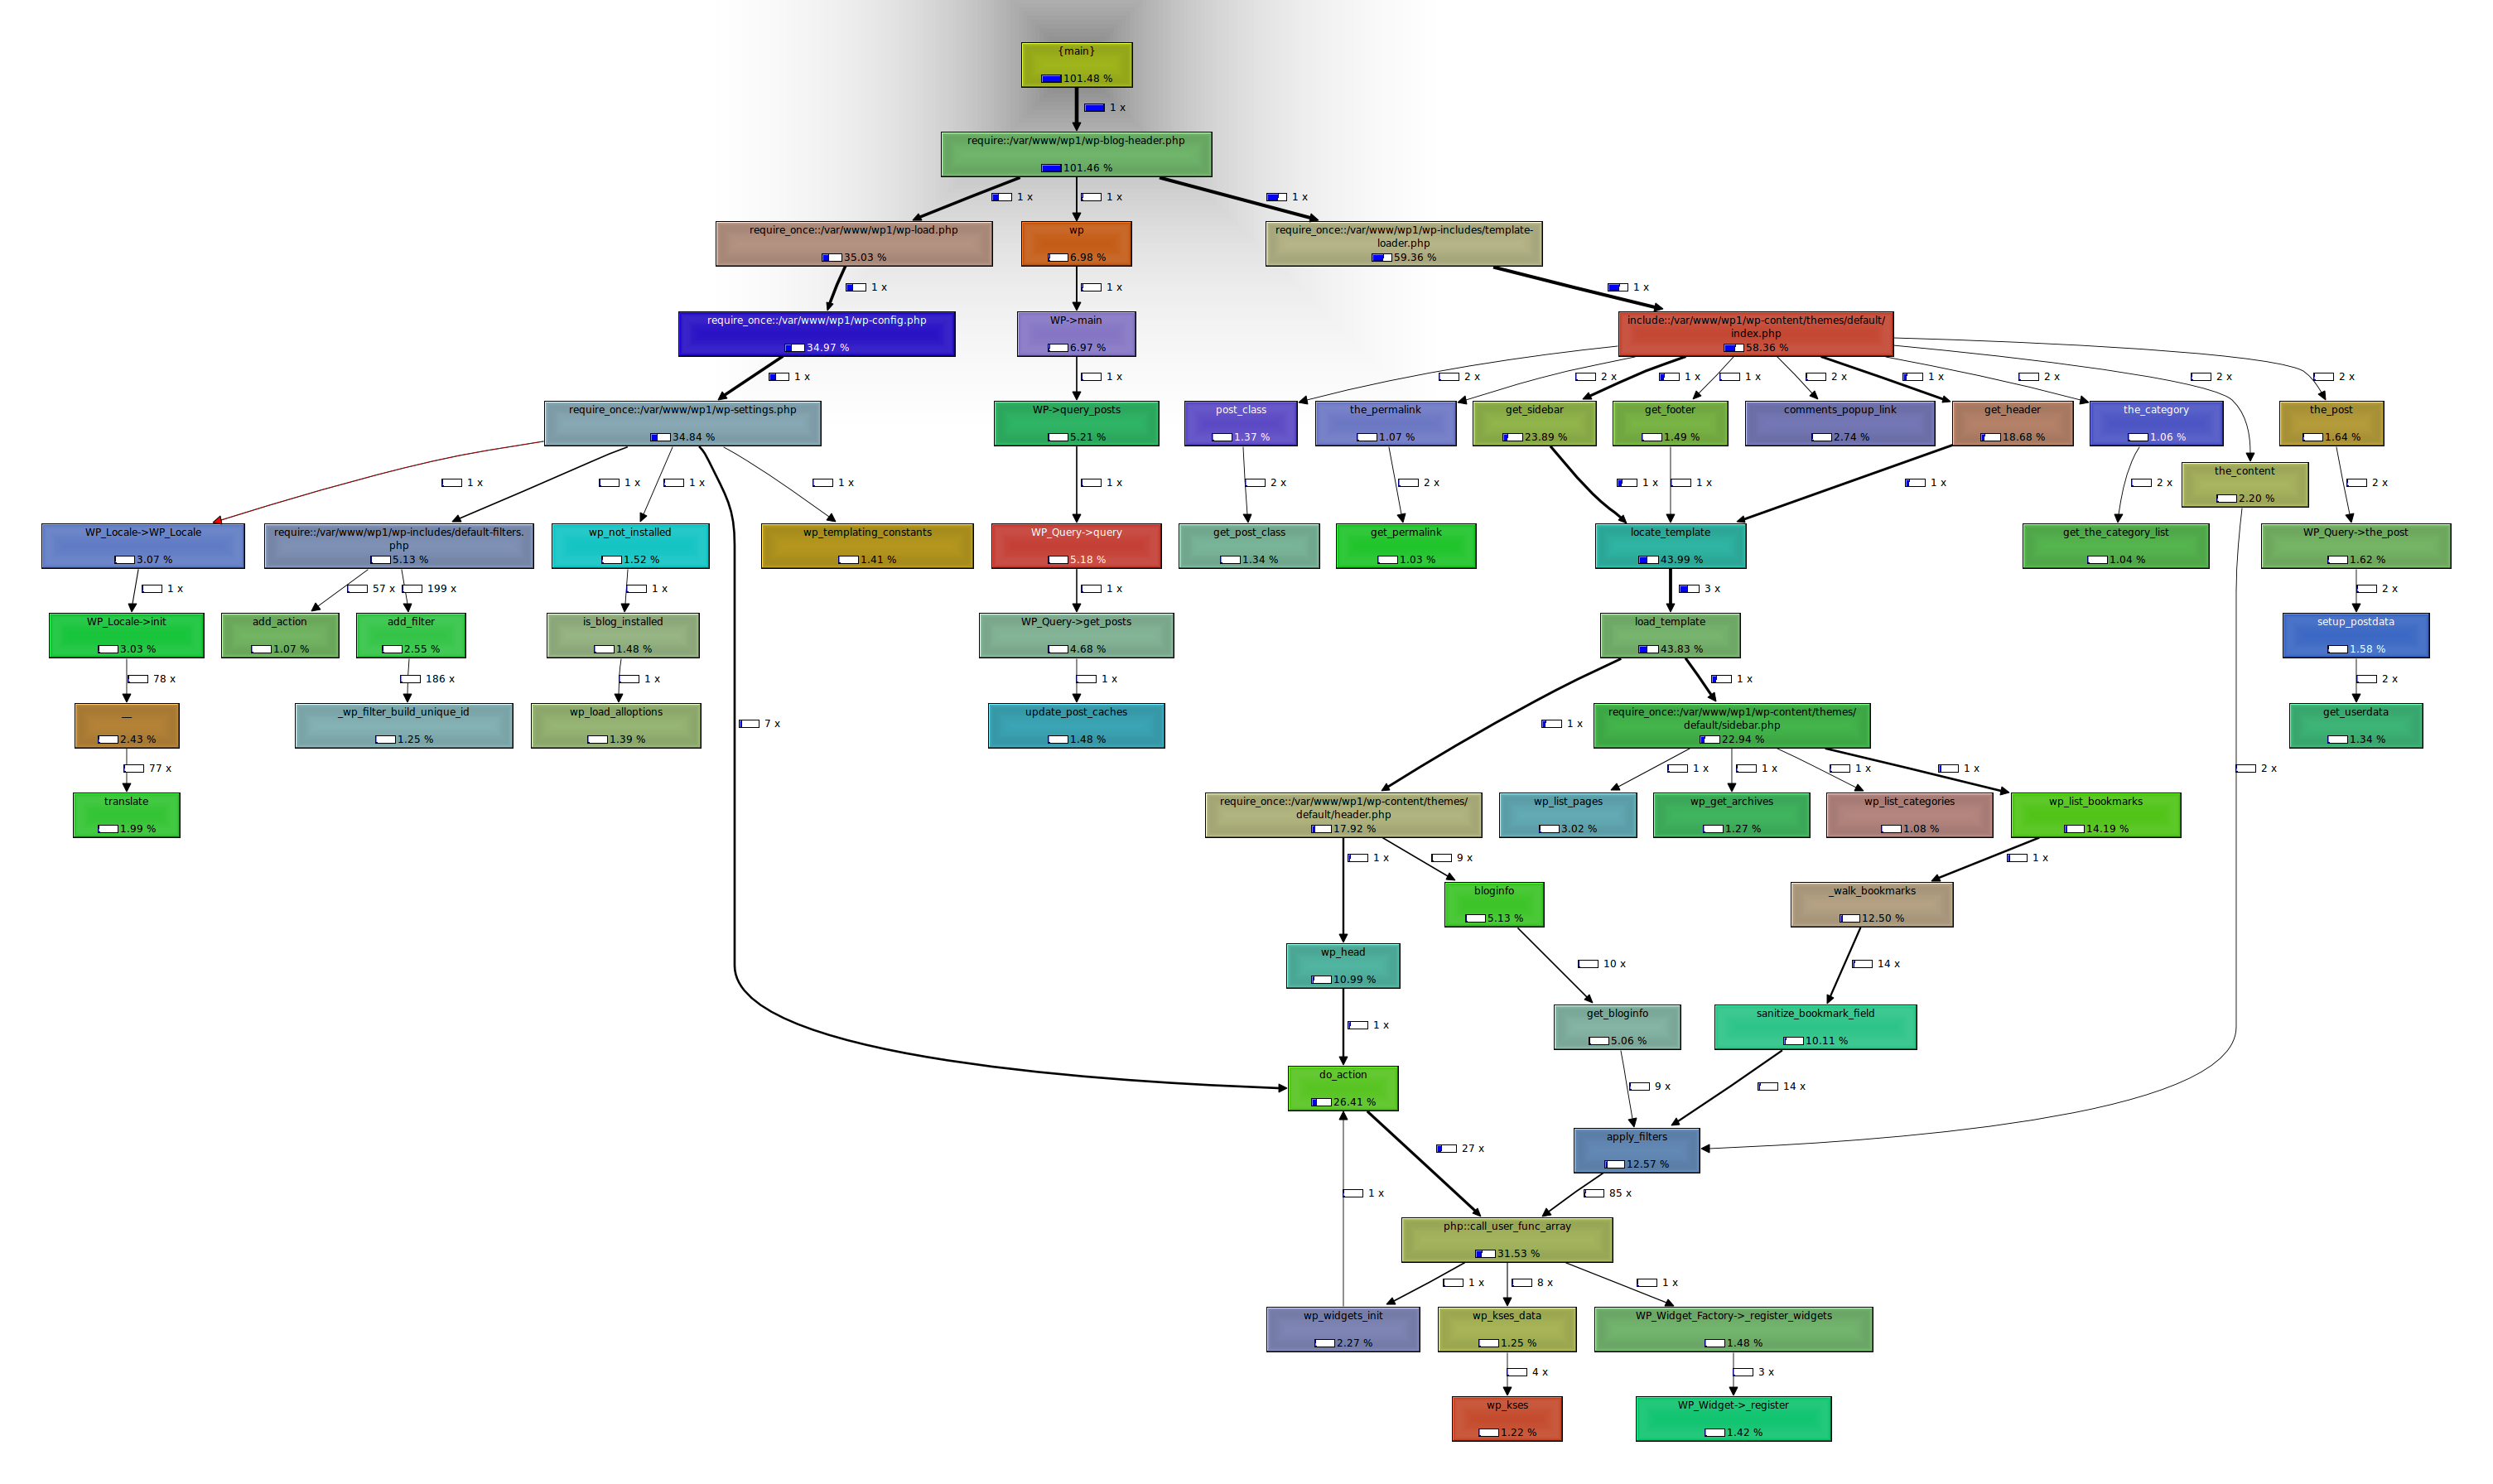 {main}
101.48 %
1 x
require::/var/www/wp1/wp-blog-header.php
101.46 %
1 x
1 x
1 x
require_once::/var/www/wp1/wp-load.php
35.03 %
wp
6.98 %
require_once::/var/www/wp1/wp-includes/template-
loader.php
59.36 %
1 x
1 x
1 x
require_once::/var/www/wp1/wp-config.php
34.97 %
WP->main
6.97 %
include::/var/www/wp1/wp-content/themes/default/
index.php
58.36 %
1 x
1 x
2 x
2 x
1 x
1 x
2 x
1 x
2 x
2 x
2 x
require_once::/var/www/wp1/wp-settings.php
34.84 %
WP->query_posts
5.21 %
post_class
1.37 %
the_permalink
1.07 %
get_sidebar
23.89 %
get_footer
1.49 %
comments_popup_link
2.74 %
get_header
18.68 %
the_category
1.06 %
the_post
1.64 %
the_content
2.20 %
1 x
1 x
1 x
1 x
1 x
2 x
2 x
1 x
1 x
1 x
2 x
2 x
WP_Locale->WP_Locale
3.07 %
require::/var/www/wp1/wp-includes/default-filters.
php
5.13 %
wp_not_installed
1.52 %
wp_templating_constants
1.41 %
WP_Query->query
5.18 %
get_post_class
1.34 %
get_permalink
1.03 %
locate_template
43.99 %
get_the_category_list
1.04 %
WP_Query->the_post
1.62 %
1 x
57 x
199 x
1 x
1 x
3 x
2 x
WP_Locale->init
3.03 %
add_action
1.07 %
add_filter
2.55 %
is_blog_installed
1.48 %
WP_Query->get_posts
4.68 %
load_template
43.83 %
setup_postdata
1.58 %
78 x
186 x
1 x
1 x
1 x
2 x
__
2.43 %
_wp_filter_build_unique_id
1.25 %
wp_load_alloptions
1.39 %
7 x
update_post_caches
1.48 %
1 x
require_once::/var/www/wp1/wp-content/themes/
default/sidebar.php
22.94 %
get_userdata
1.34 %
77 x
1 x
1 x
1 x
1 x
2 x
translate
1.99 %
require_once::/var/www/wp1/wp-content/themes/
default/header.php
17.92 %
wp_list_pages
3.02 %
wp_get_archives
1.27 %
wp_list_categories
1.08 %
wp_list_bookmarks
14.19 %
1 x
9 x
1 x
bloginfo
5.13 %
_walk_bookmarks
12.50 %
wp_head
10.99 %
10 x
14 x
1 x
get_bloginfo
5.06 %
sanitize_bookmark_field
10.11 %
do_action
26.41 %
9 x
14 x
27 x
apply_filters
12.57 %
1 x
85 x
php::call_user_func_array
31.53 %
1 x
8 x
1 x
wp_widgets_init
2.27 %
wp_kses_data
1.25 %
WP_Widget_Factory->_register_widgets
1.48 %
4 x
3 x
wp_kses
1.22 %
WP_Widget->_register
1.42 %